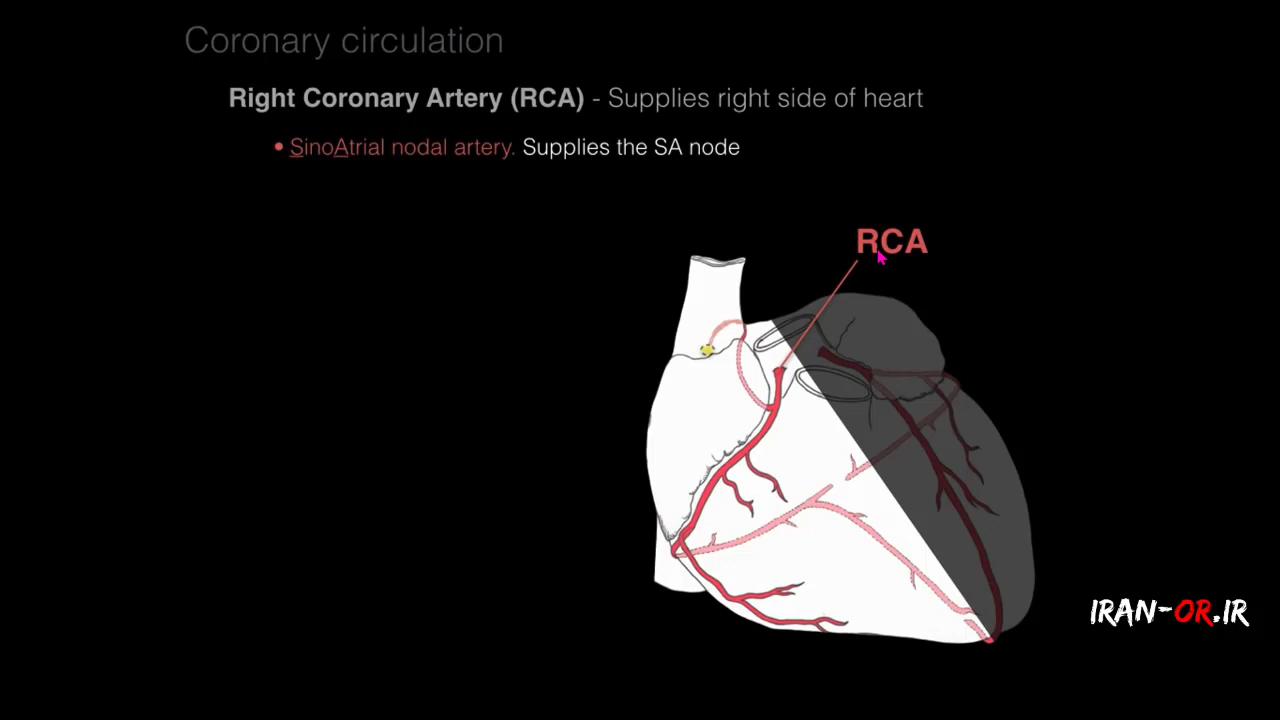 Coronary circulation
Right Coronary Artery (RCA) - Supplies right side of heart
• SinoAtrial nodal artery. Supplies the SA node
RCA
IRAN-OR.IR